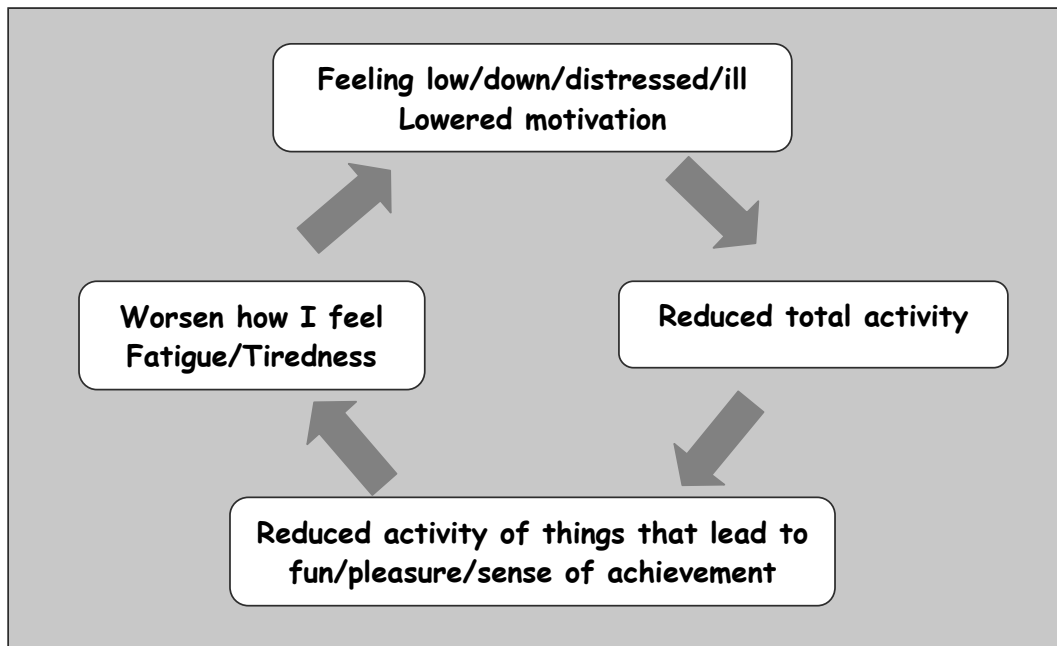 Feeling low/down/distressed/ill
Lowered motivation
Reduced total activity
Reduced activity of things that lead to
fun/pleasure/sense of achievement
Worsen how I feel
Fatigue/Tiredness